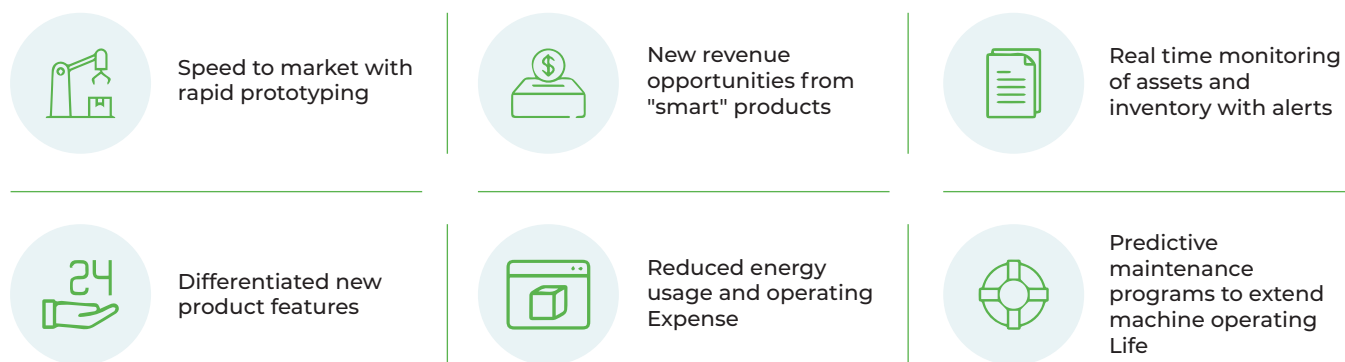 Speed to market with
rapid prototyping
New revenue
opportunities from
"smart" products
Real time monitoring
of assets and
inventory with alerts
24
Differentiated new
product features
Reduced energy
usage and operating
Expense
Predictive
maintenance
programs to extend
machine operating
Life